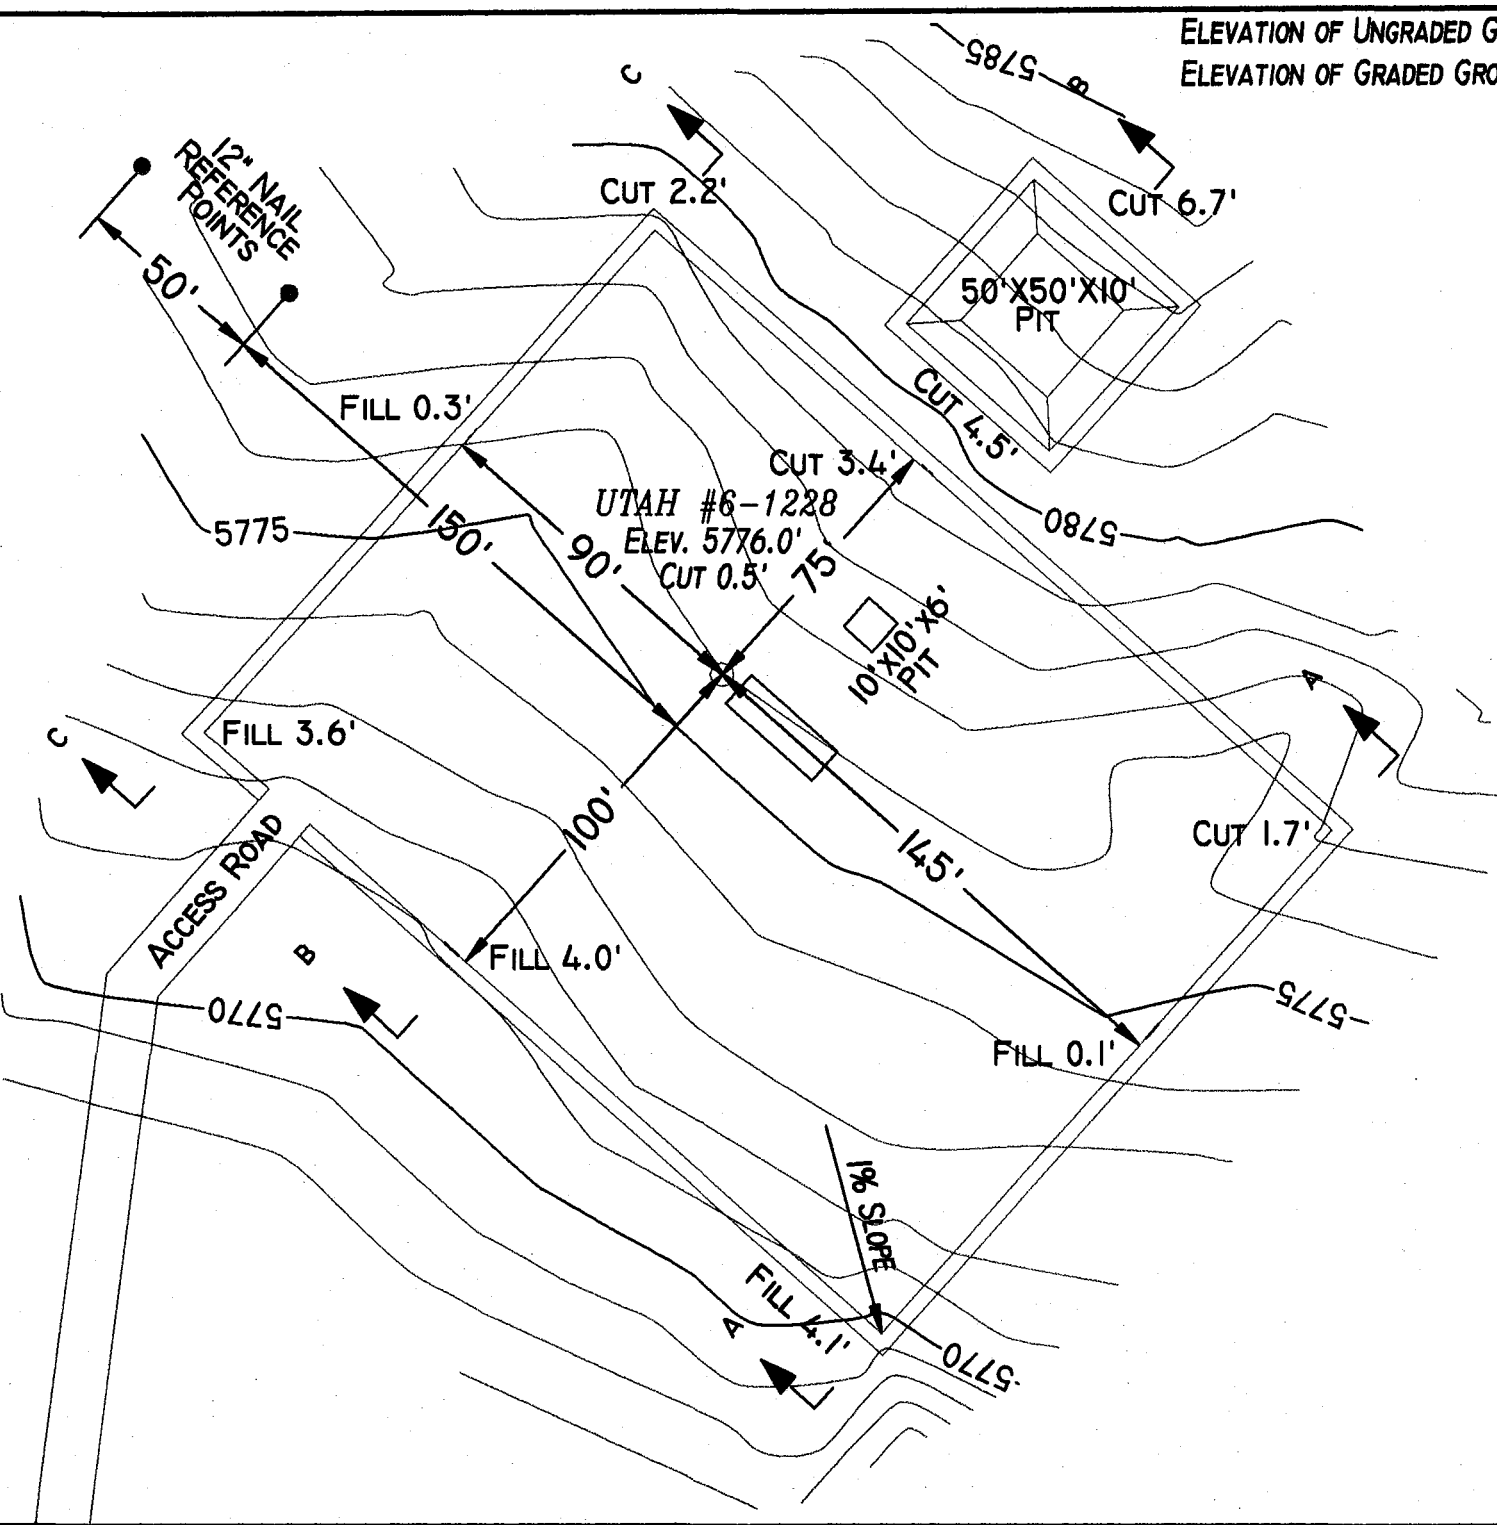 ELEVATION OF UNGRADED G
ELEVATION OF GRADED GRO
5785
B
C
12" NAIL
REFERENCE
POINTS
CUT 2.2'
CUT 6.7'
50'
50'X50'X10'
PIT
FILL 0.3'
CUT 4.5'
CUT 3.4'
UTAH #6-1228
ELEV. 5776.0'
CUT 0.5'
5775
150'
90'
75'
5780
10'X10'X6'
PIT
A
C
FILL 3.6'
100'
145'
CUT 1.7'
ACCESS ROAD
B
FILL 4.0'
5770
5775
FILL 0.1'
1% SLOPE
FILL 4.1'
A
5770